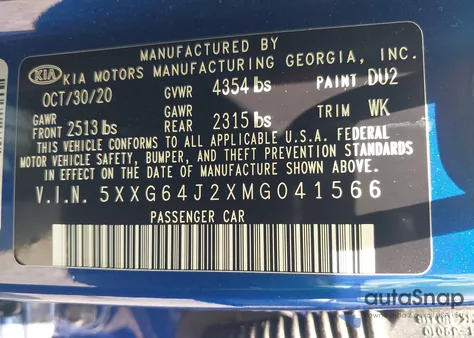 MANUFACTURED BY
KIA KIA MOTORS MANUFACTURING GEORGIA, INC.
OCT/30/20 GVWR 4354 lbs PAINT DU2
GAWR FRONT 2513 lbs GAWR REAR 2315 lbs TRIM WK
THIS VEHICLE CONFORMS TO ALL APPLICABLE U.S.A. FEDERAL
MOTOR VEHICLE SAFETY, BUMPER, AND THEFT PREVENTION STANDARDS
IN EFFECT ON THE DATE OF MANUFACTURE SHOWN ABOVE.
V.I.N. 5XXG64J2XMG041566
PASSENGER CAR
autoSnap